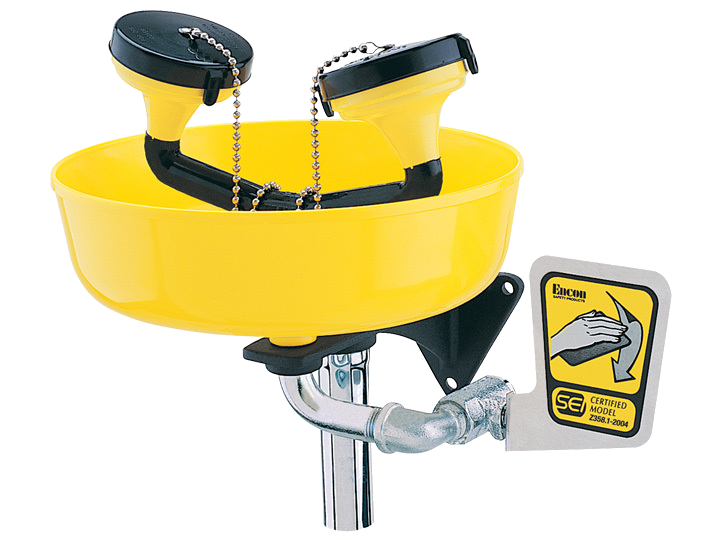 Encon
SAFETY PRODUCTS
SEI
CERTIFIED
MODEL
Z358.1-2004